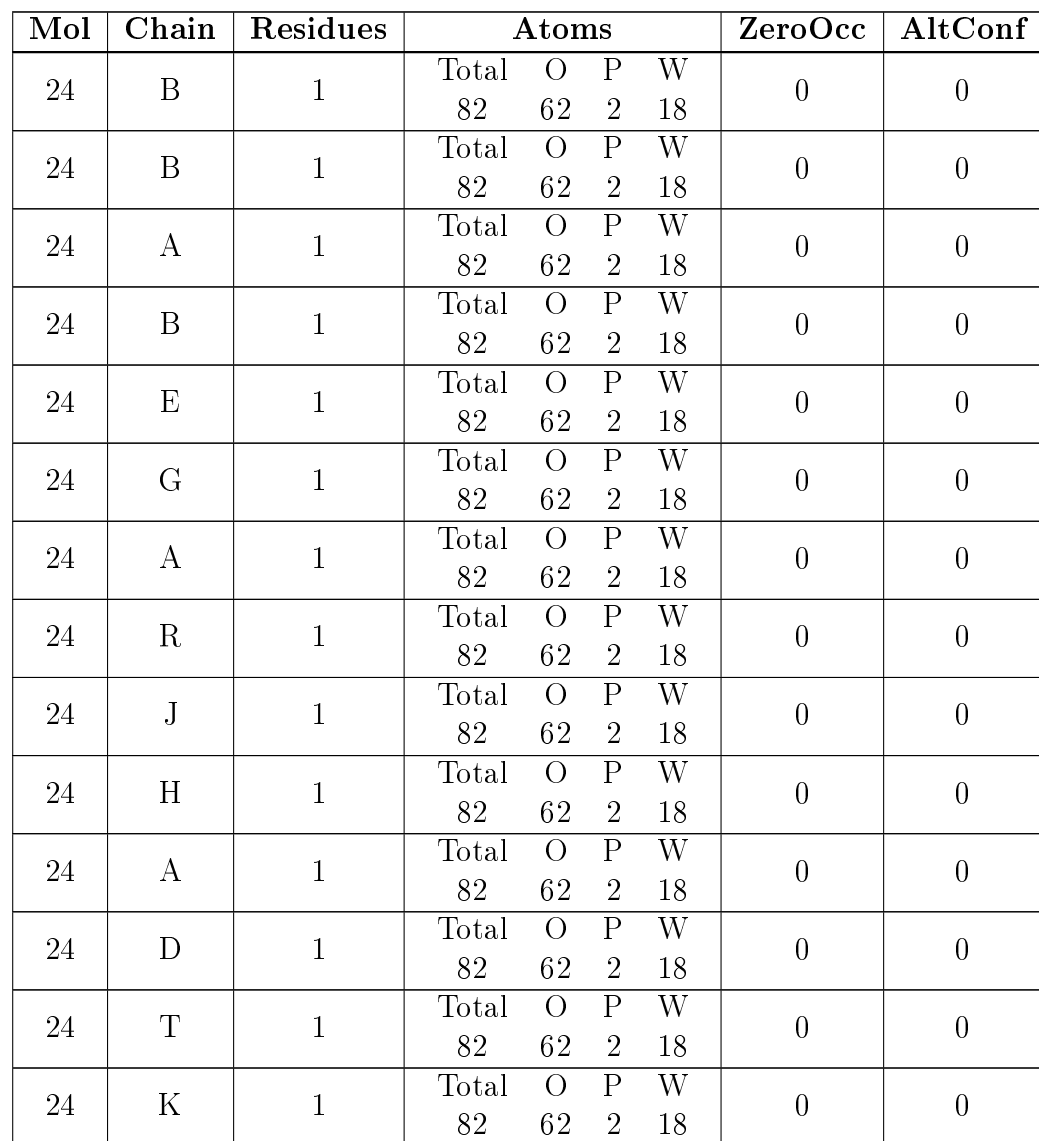 Mol Chain Residues Atoms ZeroOcc AltConf
Total O P W
24 B 1 0 0
82 62 2 18
Total O P W
24 B 1 0 0
82 62 2 18
Total O P W
24 A 1 0 0
82 62 2 18
Total O P W
24 B 1 0 0
82 62 2 18
Total O P W
24 E 1 0 0
82 62 2 18
Total O P W
24 G 1 0 0
82 62 2 18
Total O P W
24 A 1 0 0
82 62 2 18
Total O P W
24 R 1 0 0
82 62 2 18
Total O P W
24 J 1 0 0
82 62 2 18
Total O P W
24 H 1 0 0
82 62 2 18
Total O P W
24 A 1 0 0
82 62 2 18
Total O P W
24 D 1 0 0
82 62 2 18
Total O P W
24 T 1 0 0
82 62 2 18
Total O P W
24 K 1 0 0
82 62 2 18